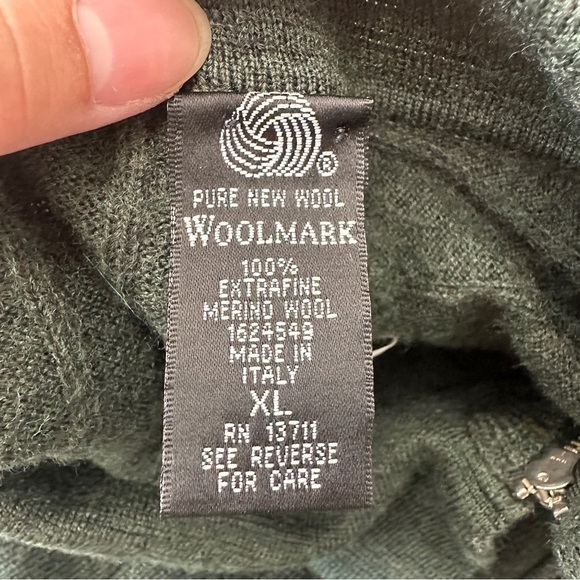 ®
PURE NEW WOOL
WOOLMARK
100%
EXTRAFINE
MERINO WOOL
1624549
MADE IN
ITALY
XL
RN 13711
SEE REVERSE
FOR CARE